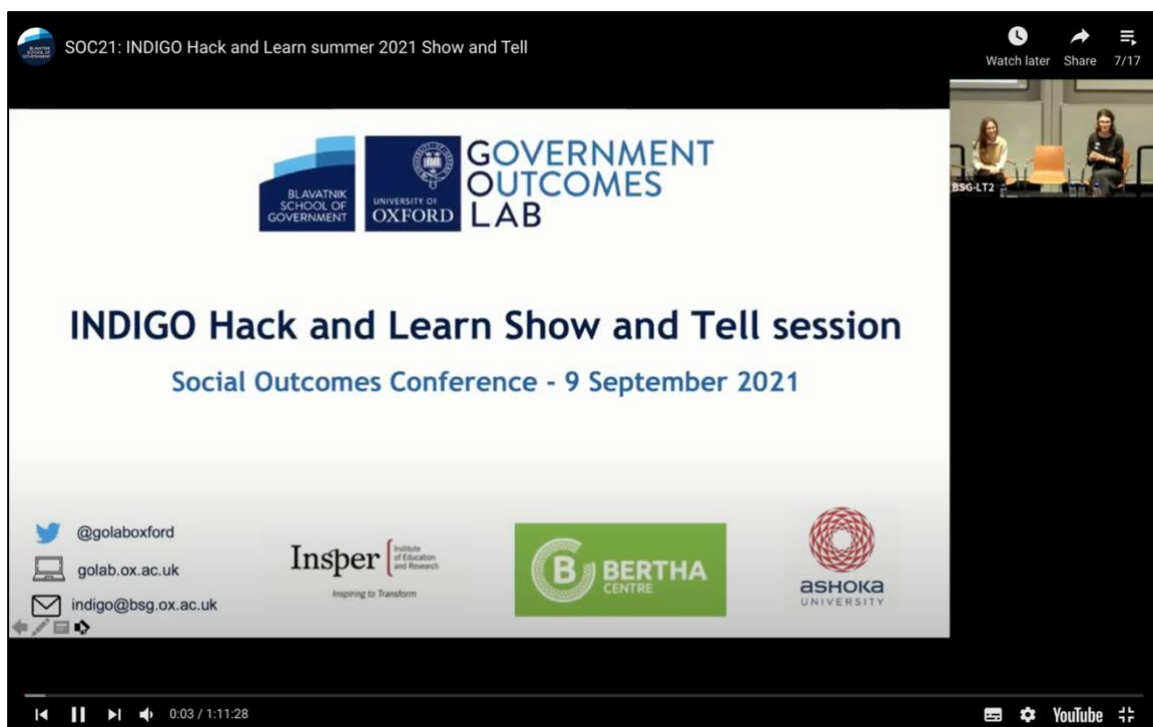 SOC21: INDIGO Hack and Learn summer 2021 Show and Tell
Watch later
Share
7/17
BLAVATNIK
SCHOOL OF
GOVERNMENT
UNIVERSITY OF
OXFORD
GOVERNMENT
OUTCOMES
LAB
BSG-LT2
INDIGO Hack and Learn Show and Tell session
Social Outcomes Conference - 9 September 2021
@golaboxford
golab.ox.ac.uk
indigo@bsg.ox.ac.uk
Insper
Institute
of Education
and Research
Inspiring to Transform
B
BERTHA
CENTRE
ASHOKA
UNIVERSITY
0:03 / 1:11:28
YouTube